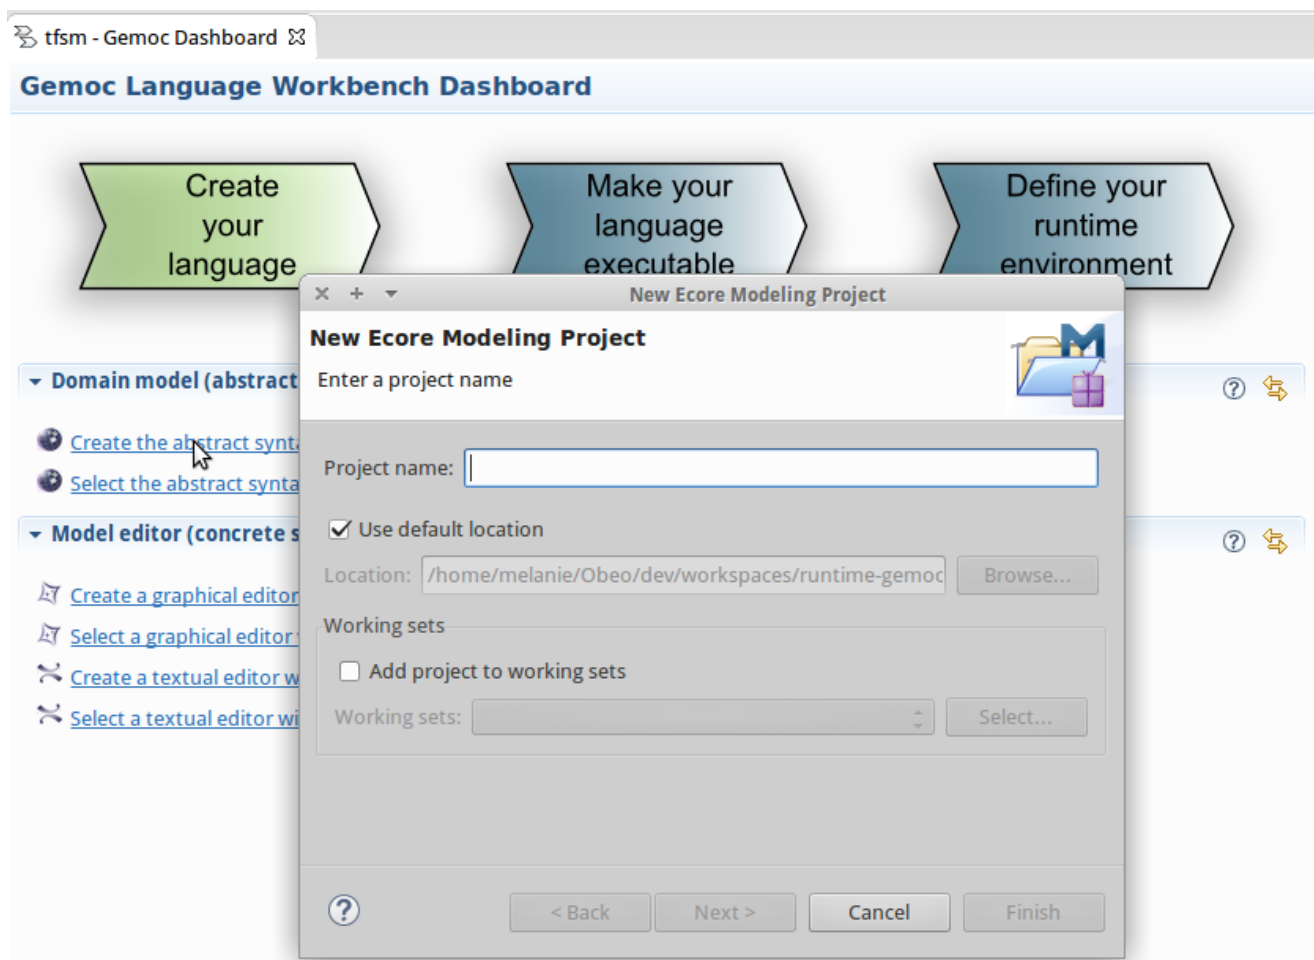 tfsm - Gemoc Dashboard
Gemoc Language Workbench Dashboard
Create
your
language
Make your
language
executable
Define your
runtime
environment
New Ecore Modeling Project
New Ecore Modeling Project
Enter a project name
Domain model (abstract
Create the abstract synta
Select the abstract synta
Model editor (concrete s
Create a graphical editor
Select a graphical editor
Create a textual editor w
Select a textual editor wi
Project name:
Use default location
Location: /home/melanie/Obeo/dev/workspaces/runtime-gemoc Browse...
Working sets
Add project to working sets
Working sets: Select...
? < Back Next > Cancel Finish